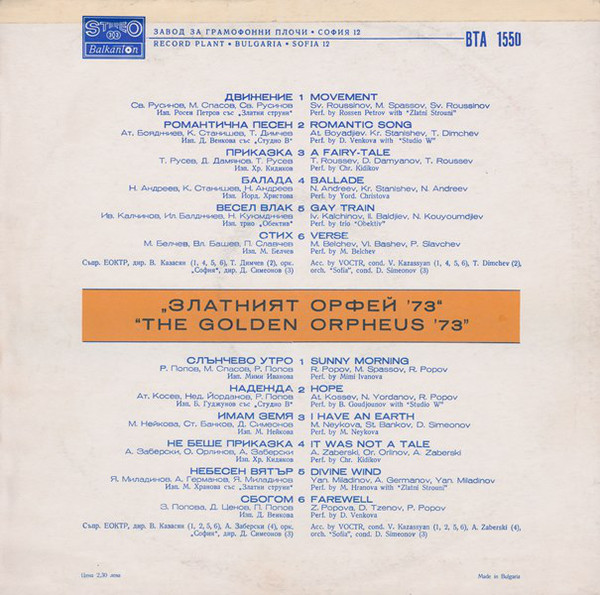 STEREO
Balkanton
ЗАВОД ЗА ГРАМОФОННИ ПЛОЧИ • СОФИЯ 12
RECORD PLANT • BULGARIA • SOFIA 12
ВТА 1550
ДВИЖЕНИЕ 1 MOVEMENT
Св. Русинов, М. Спасов, Св. Русинов Sv. Roussinov, M. Spassov, Sv. Roussinov
Изп. Росен Петров със „Златни струни“ Perf. by Rossen Petrov with “Zlatni Strouni”
РОМАНТИЧНА ПЕСЕН 2 ROMANTIC SONG
Ат. Бояджиев, К. Станишев, Т. Димчев At. Boyadjiev, Kr. Stanishev, T. Dimchev
Изп. Д. Венкова със „Студио W“ Perf. by D. Venkova with “Studio W”
ПРИКАЗКА 3 A FAIRY-TALE
Т. Русев, Д. Дамянов, Т. Русев T. Roussev, D. Damyanov, T. Roussev
Изп. Хр. Кидиков Perf. by Chr. Kidikov
БАЛАДА 4 BALLADE
Н. Андреев, К. Станишев, Н. Андреев N. Andreev, Kr. Stanishev, N. Andreev
Изп. Йорд. Христова Perf. by Yord. Christova
ВЕСЕЛ ВЛАК 5 GAY TRAIN
Ив. Калчинов, Ил. Балджиев, Н. Куюмджиев Iv. Kalchinov, Il. Baldjiev, N. Kouyoumdjiev
Изп. трио „Обектив“ Perf. by trio “Obektiv”
СТИХ 6 VERSE
М. Белчев, Вл. Башев, П. Славчев M. Belchev, Vl. Bashev, P. Slavchev
Изп. М. Белчев Perf. by M. Belchev
Съпр. ЕОКТР, дир. В. Казасян (1, 4, 5, 6), Т. Димчев (2), орк. Acc. by VOCTR, cond. V. Kazassyan (1, 4, 5, 6), T. Dimchev (2),
„София“, дир. Д. Симеонов (3) orch. “Sofia”, cond. D. Simeonov (3)
„ЗЛАТНИЯТ ОРФЕЙ '73“
“THE GOLDEN ORPHEUS '73”
СЛЪНЧЕВО УТРО 1 SUNNY MORNING
Р. Попов, М. Спасов, Р. Попов R. Popov, M. Spassov, R. Popov
Изп. Мими Иванова Perf. by Mimi Ivanova
НАДЕЖДА 2 HOPE
Ат. Косев, Нед. Йорданов, Р. Попов At. Kossev, N. Yordanov, R. Popov
Изп. Б. Гуджунов със „Студио В“ Perf. by B. Goudjounov with “Studio W”
ИМАМ ЗЕМЯ 3 I HAVE AN EARTH
М. Нейкова, Ст. Банков, Д. Симеонов M. Neykova, St. Bankov, D. Simeonov
Изп. М. Нейкова Perf. by M. Neykova
НЕ БЕШЕ ПРИКАЗКА 4 IT WAS NOT A TALE
А. Заберски, О. Орлинов, А. Заберски A. Zaberski, Or. Orlinov, A. Zaberski
Изп. Хр. Кидиков Perf. by Chr. Kidikov
НЕБЕСЕН ВЯТЪР 5 DIVINE WIND
Я. Миладинов, А. Германов, Я. Миладинов Yan. Miladinov, A. Germanov, Yan. Miladinov
Изп. М. Хранова със „Златни струни“ Perf. by M. Hranova with “Zlatni Strouni”
СБОГОМ 6 FAREWELL
З. Попова, Д. Ценов, П. Попов Z. Popova, D. Tzenov, P. Popov
Изп. Д. Венкова Perf. by D. Venkova
Съпр. ЕОКТР, дир. В. Казасян (1, 2, 5, 6), А. Заберски (4), орк. Acc. by VOCTR, cond. V. Kazassyan (1, 2, 5, 6), A. Zaberski (4),
„София“, дир. Д. Симеонов (3) orch. “Sofia”, cond. D. Simeonov (3)
Цена 2,30 лева
Made in Bulgaria